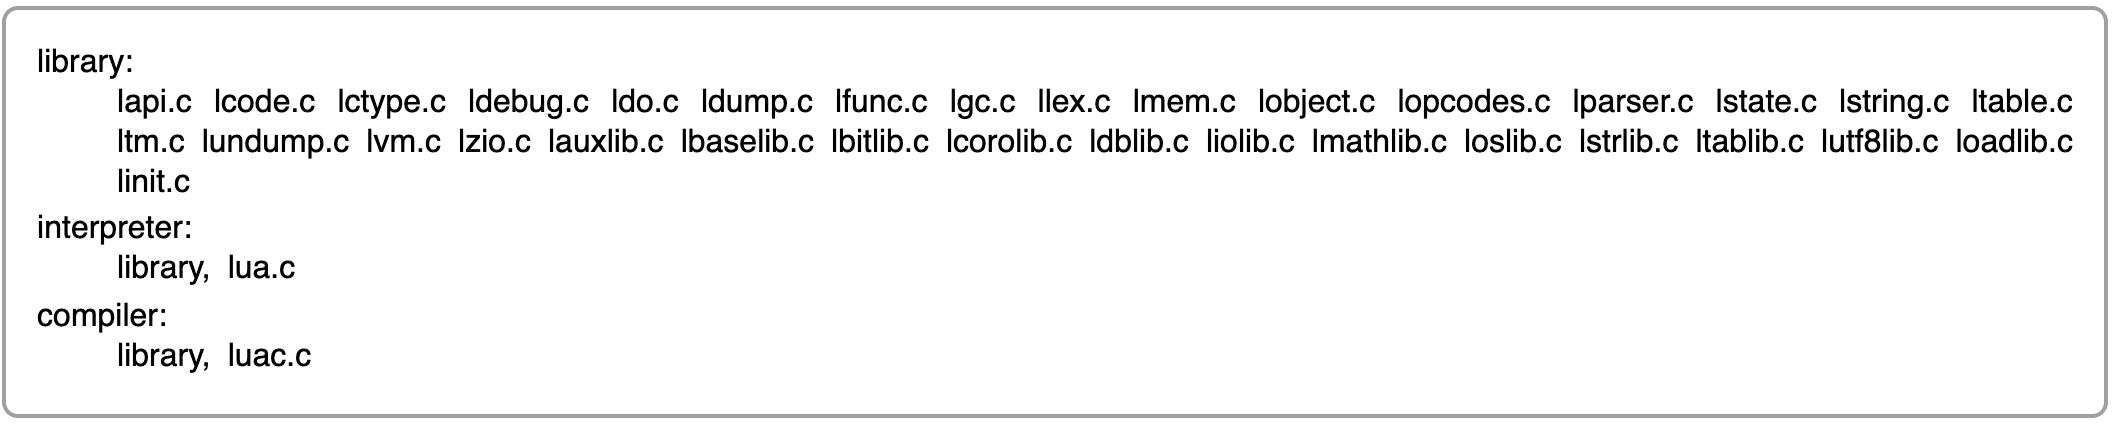 library:
lapi.c lcode.c lctype.c ldebug.c ldo.c ldump.c lfunc.c lgc.c llex.c lmem.c lobject.c lopcodes.c lparser.c lstate.c lstring.c ltable.c
ltm.c lundump.c lvm.c lzio.c lauxlib.c lbaselib.c lbitlib.c lcorolib.c ldblib.c liolib.c lmathlib.c loslib.c lstrlib.c ltablib.c lutf8lib.c loadlib.c
linit.c
interpreter:
library, lua.c
compiler:
library, luac.c